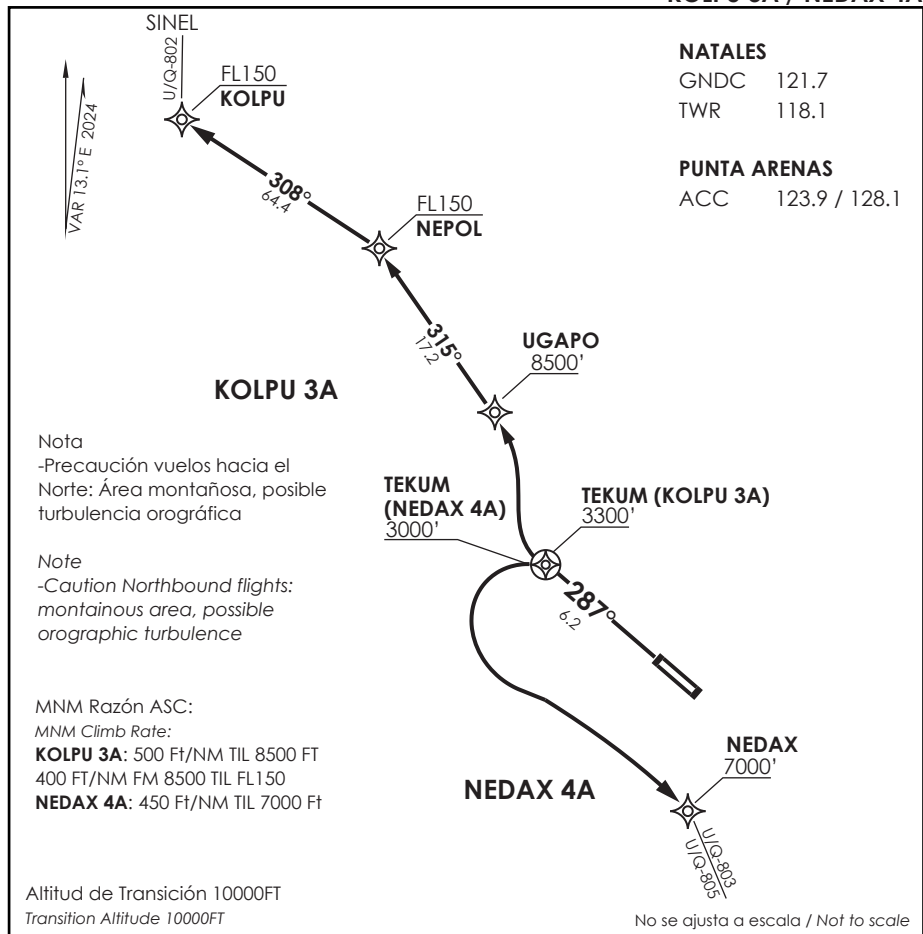 KOLPU 3A / NEDAX 4A
SINEL
U/Q-802
FL150
KOLPU
VAR 13.1° E 2024
NATALES
GNDC 121.7
TWR 118.1
PUNTA ARENAS
ACC 123.9 / 128.1
308°
64.4
FL150
NEPOL
315°
17.2
UGAPO
8500'
KOLPU 3A
Nota
-Precaución vuelos hacia el
Norte: Área montañosa, posible
turbulencia orográfica
Note
-Caution Northbound flights:
montainous area, possible
orographic turbulence
TEKUM
(NEDAX 4A)
3000'
TEKUM (KOLPU 3A)
3300'
287°
6.2
MNM Razón ASC:
MNM Climb Rate:
KOLPU 3A: 500 Ft/NM TIL 8500 FT
400 FT/NM FM 8500 TIL FL150
NEDAX 4A: 450 Ft/NM TIL 7000 Ft
NEDAX 4A
NEDAX
7000'
U/Q-803
U/Q-805
Altitud de Transición 10000FT
Transition Altitude 10000FT
No se ajusta a escala / Not to scale